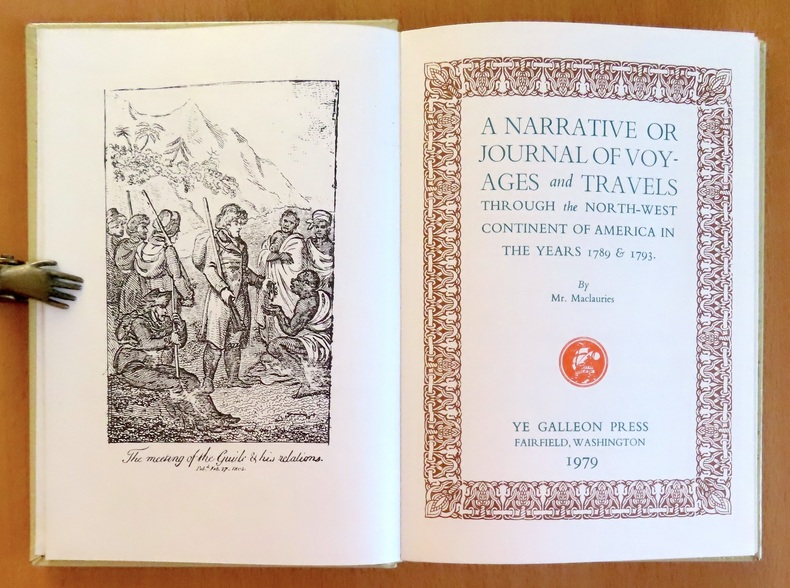 The meeting of the Guide & his relations.
A NARRATIVE OR
JOURNAL OF VOY-
AGES and TRAVELS
THROUGH the NORTH-WEST
CONTINENT OF AMERICA IN
THE YEARS 1789 & 1793.
By
Mr. Maclauries
YE GALLEON PRESS
FAIRFIELD, WASHINGTON
1979